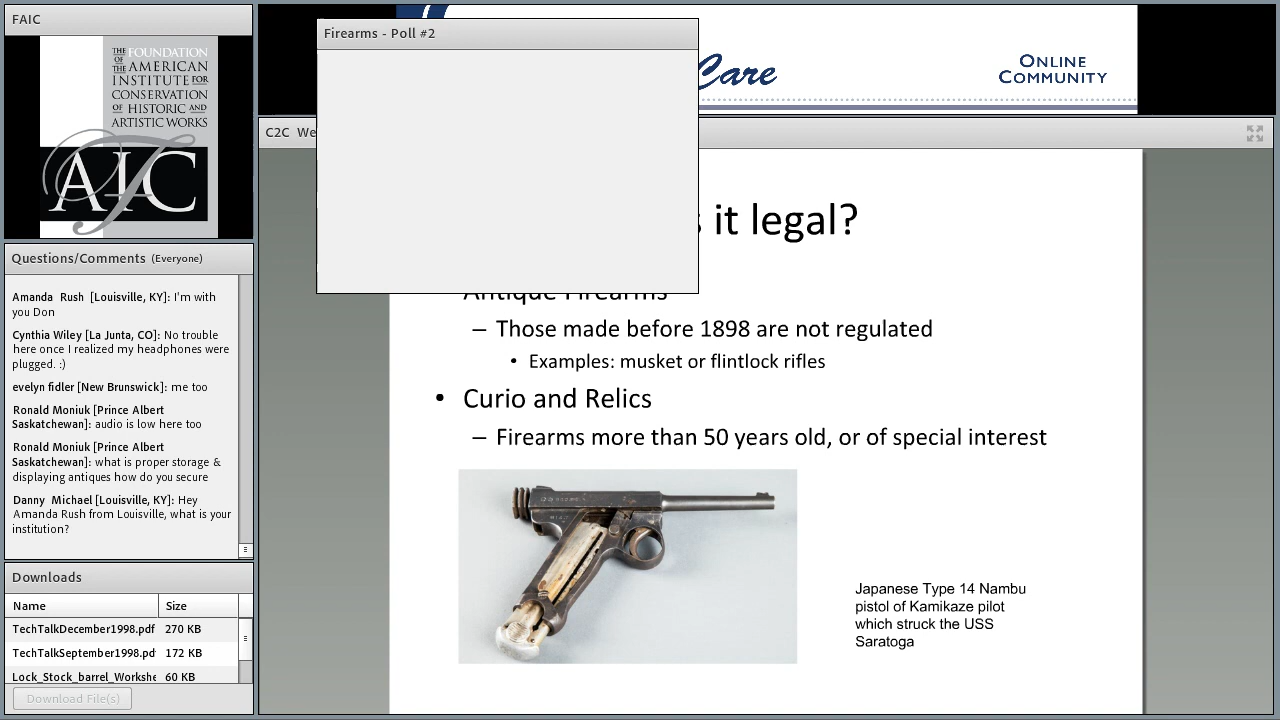 FAIC
THE FOUNDATION
OF THE AMERICAN
INSTITUTE FOR
CONSERVATION
OF HISTORIC AND
ARTISTIC WORKS
AIC
Questions/Comments (Everyone)
Amanda Rush [Louisville, KY]: I'm with
you Don
Cynthia Wiley [La Junta, CO]: No trouble
here once I realized my headphones were
plugged. :)
evelyn fidler [New Brunswick]: me too
Ronald Moniuk [Prince Albert
Saskatchewan]: audio is low here too
Ronald Moniuk [Prince Albert
Saskatchewan]: what is proper storage &
displaying antiques how do you secure
Danny Michael [Louisville, KY]: Hey
Amanda Rush from Louisville, what is your
institution?
Downloads
Name Size
TechTalkDecember1998.pdf 270 KB
TechTalkSeptember1998.pd 172 KB
Lock_Stock_barrel_Workshe 60 KB
Download File(s)
Firearms - Poll #2
Care
ONLINE
COMMUNITY
C2C We
it legal?
Antique Firearms
– Those made before 1898 are not regulated
• Examples: musket or flintlock rifles
• Curio and Relics
– Firearms more than 50 years old, or of special interest
Japanese Type 14 Nambu
pistol of Kamikaze pilot
which struck the USS
Saratoga